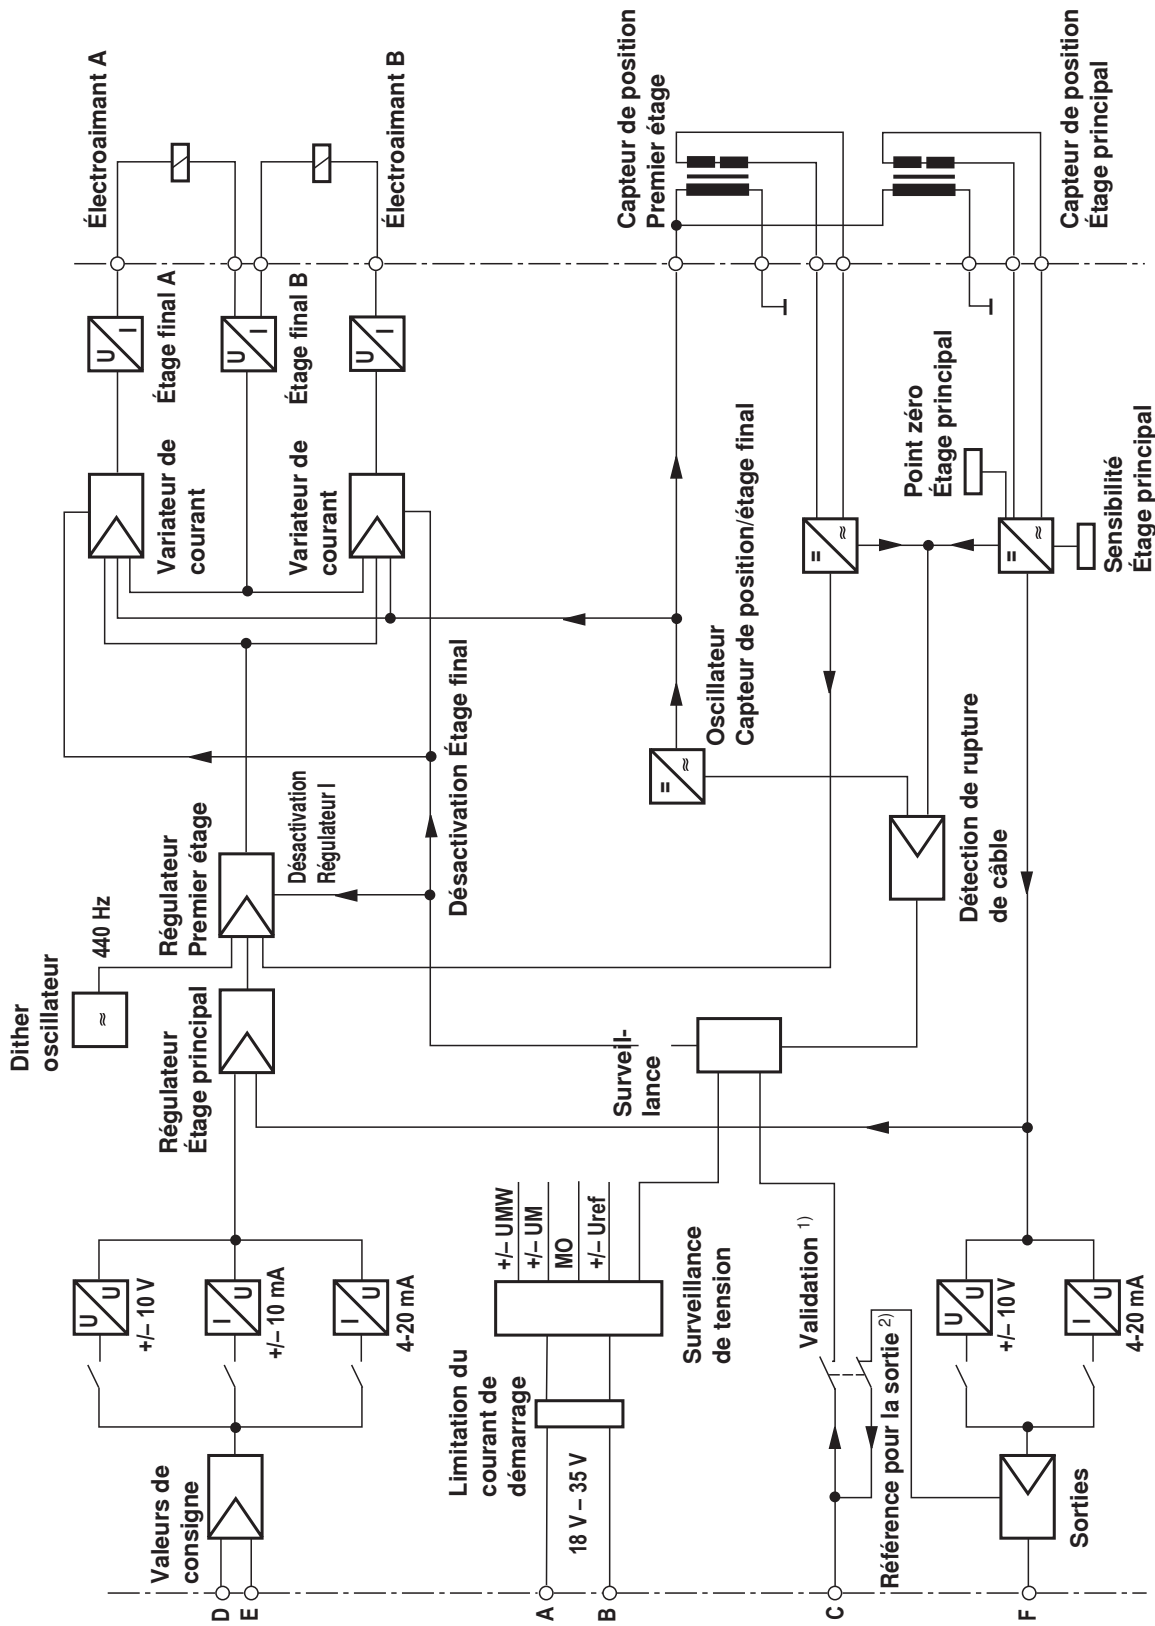 Dither
oscillateur
440 Hz
Valeurs de
consigne
D
E
U
U
+/– 10 V
I
U
+/– 10 mA
I
U
4-20 mA
Régulateur
Étage principal
Régulateur
Premier étage
Désactivation
Régulateur I
Désactivation Étage final
Variateur de
courant
Variateur de
courant
U
I
Étage final A
U
I
Étage final B
U
I
Électroaimant A
Électroaimant B
Limitation du
courant de
démarrage
18 V – 35 V
A
B
+/– UMW
+/– UM
MO
+/– Uref
Surveillance
de tension
Surveil-
lance
Validation 1)
Référence pour la sortie 2)
C
Oscillateur
Capteur de position/étage final
=
≈
Détection de rupture
de câble
=
≈
=
≈
Point zéro
Étage principal
Sensibilité
Étage principal
Capteur de position
Premier étage
Capteur de position
Étage principal
F
Sorties
U
U
+/– 10 V
I
U
4-20 mA
≈